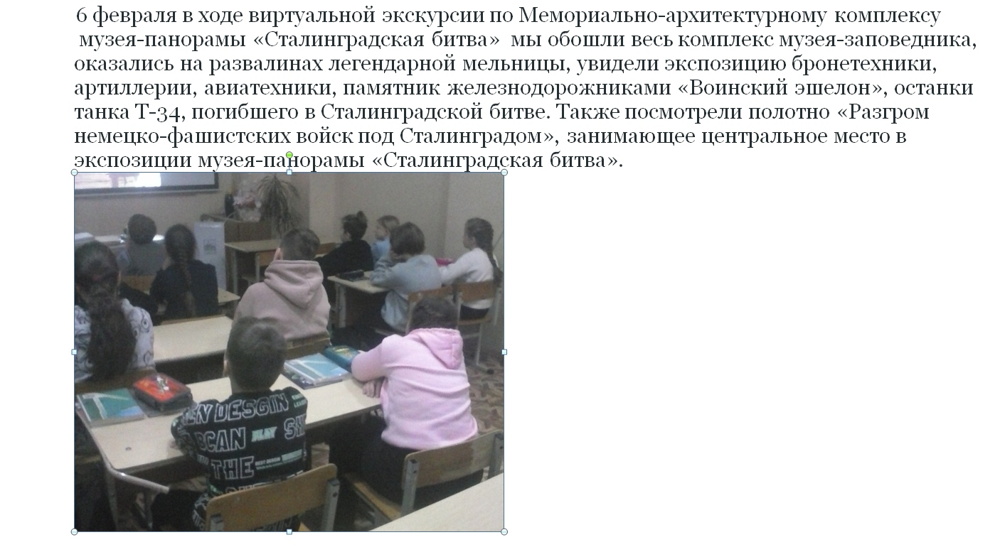 6 февраля в ходе виртуальной экскурсии по Мемориально-архитектурному комплексу
музея-панорамы «Сталинградская битва» мы обошли весь комплекс музея-заповедника,
оказались на развалинах легендарной мельницы, увидели экспозицию бронетехники,
артиллерии, авиатехники, памятник железнодорожниками «Воинский эшелон», останки
танка Т-34, погибшего в Сталинградской битве. Также посмотрели полотно «Разгром
немецко-фашистских войск под Сталинградом», занимающее центральное место в
экспозиции музея-панорамы «Сталинградская битва».
DESGIN
CAN PLAY
THE BEST DESIGN